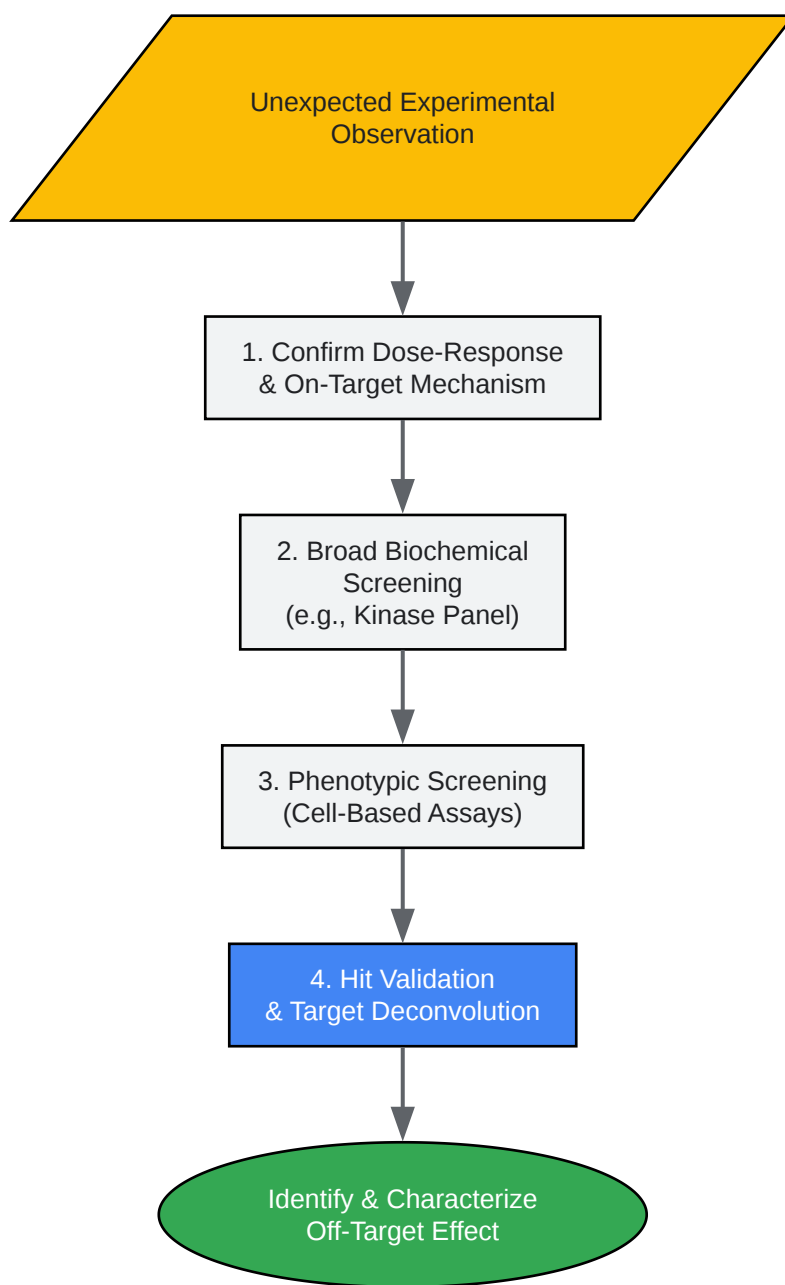 Unexpected Experimental
Observation
1. Confirm Dose-Response
& On-Target Mechanism
2. Broad Biochemical
Screening
(e.g., Kinase Panel)
3. Phenotypic Screening
(Cell-Based Assays)
4. Hit Validation
& Target Deconvolution
Identify & Characterize
Off-Target Effect